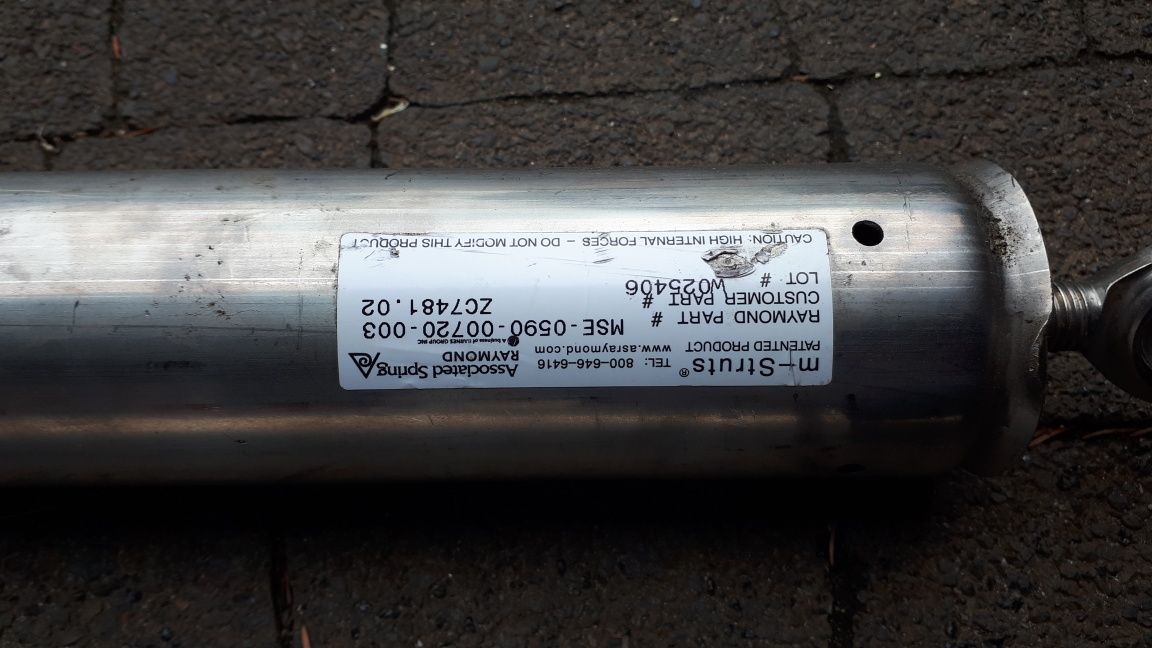 m-Struts® TEL: 800-646-6416 Associated Spring
PATENTED PRODUCT www.asraymond.com RAYMOND
A business of BARNES GROUP INC
RAYMOND PART # MSE-0590-00720-003
CUSTOMER PART # ZC7481.02
LOT # W025406
CAUTION: HIGH INTERNAL FORCES – DO NOT MODIFY THIS PRODUCT